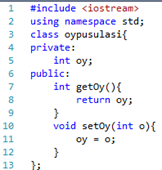 1 #include <iostream>
2 using namespace std;
3 class oypusulasi{
4 private:
5 int oy;
6 public:
7 int getOy(){
8 return oy;
9 }
10 void setOy(int o){
11 oy = o;
12 }
13 };